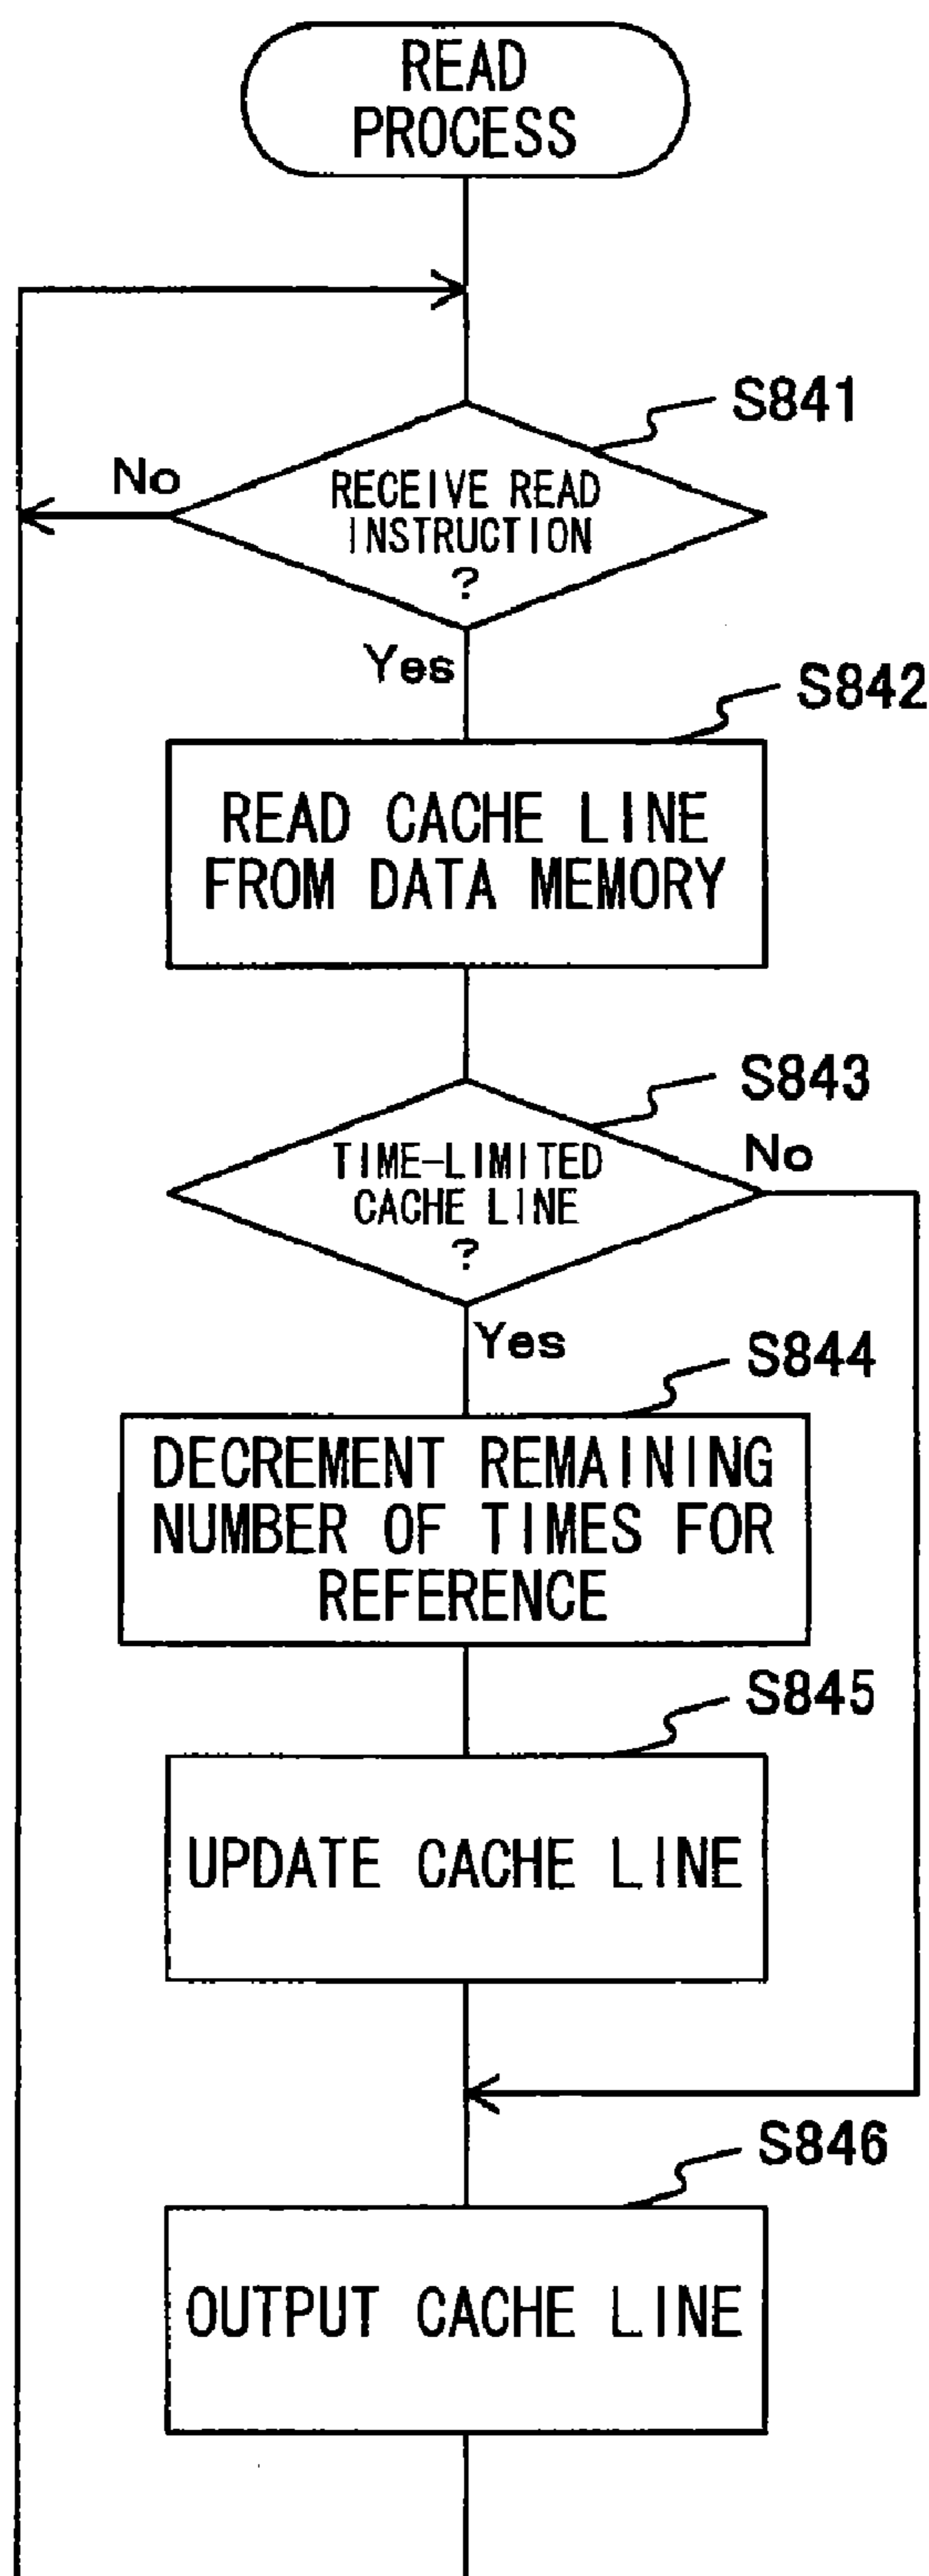 READ
PROCESS
S841
No
RECEIVE READ
INSTRUCTION
?
Yes
S842
READ CACHE LINE
FROM DATA MEMORY
S843
No
TIME-LIMITED
CACHE LINE
?
Yes
S844
DECREMENT REMAINING
NUMBER OF TIMES FOR
REFERENCE
S845
UPDATE CACHE LINE
S846
OUTPUT CACHE LINE